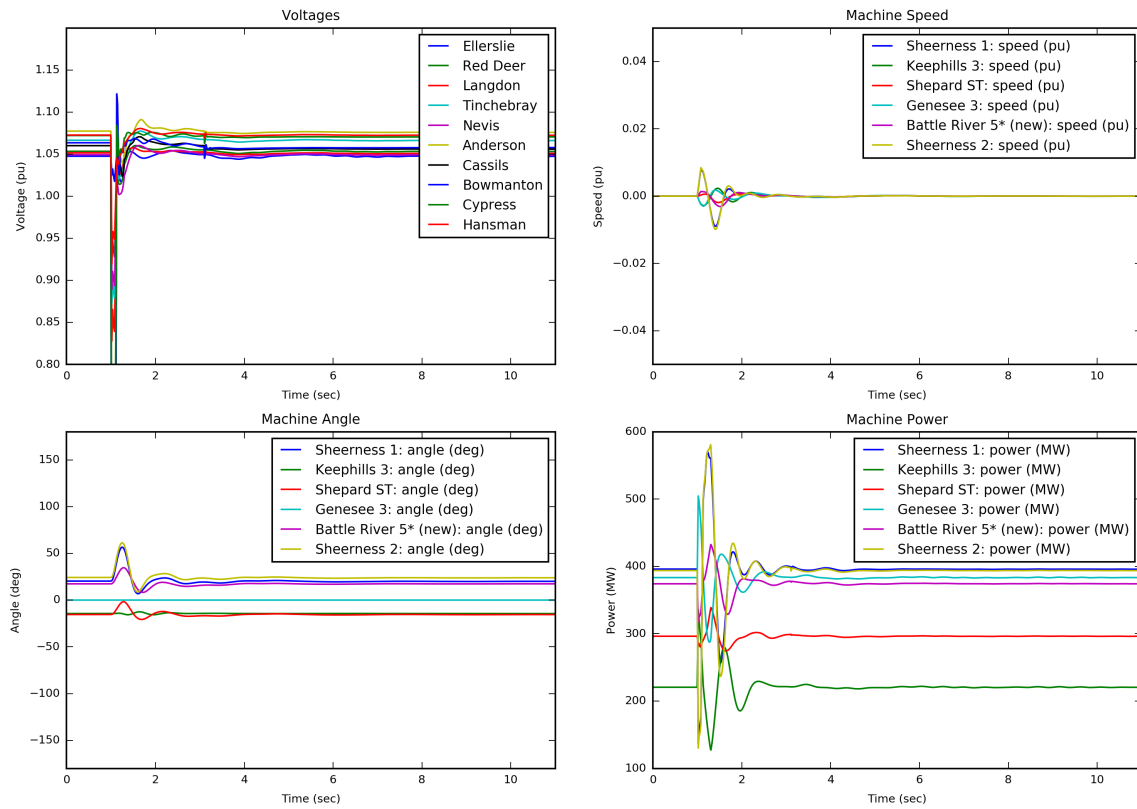 Voltages
1.15
1.10
1.05
1.00
0.95
0.90
0.85
0.80
Voltage (pu)
0 2 4 6 8 10
Time (sec)
Ellerslie
Red Deer
Langdon
Tinchebray
Nevis
Anderson
Cassils
Bowmanton
Cypress
Hansman
Machine Speed
0.04
0.02
0.00
−0.02
−0.04
Speed (pu)
0 2 4 6 8 10
Time (sec)
Sheerness 1: speed (pu)
Keephills 3: speed (pu)
Shepard ST: speed (pu)
Genesee 3: speed (pu)
Battle River 5* (new): speed (pu)
Sheerness 2: speed (pu)
Machine Angle
150
100
50
0
−50
−100
−150
Angle (deg)
0 2 4 6 8 10
Time (sec)
Sheerness 1: angle (deg)
Keephills 3: angle (deg)
Shepard ST: angle (deg)
Genesee 3: angle (deg)
Battle River 5* (new): angle (deg)
Sheerness 2: angle (deg)
Machine Power
600
500
400
300
200
100
Power (MW)
0 2 4 6 8 10
Time (sec)
Sheerness 1: power (MW)
Keephills 3: power (MW)
Shepard ST: power (MW)
Genesee 3: power (MW)
Battle River 5* (new): power (MW)
Sheerness 2: power (MW)